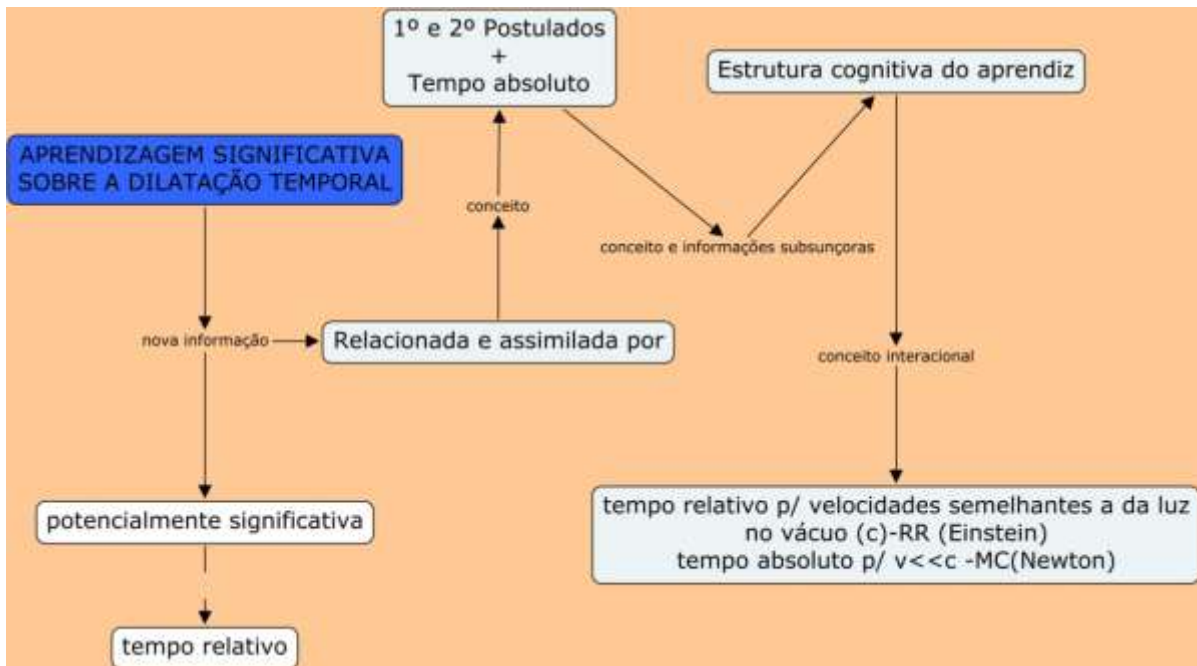 1º e 2º Postulados
+
Tempo absoluto
Estrutura cognitiva do aprendiz
APRENDIZAGEM SIGNIFICATIVA
SOBRE A DILATAÇÃO TEMPORAL
conceito
conceito e informações subsunçoras
nova informação
Relacionada e assimilada por
conceito interacional
potencialmente significativa
tempo relativo p/ velocidades semelhantes a da luz
no vácuo (c)-RR (Einstein)
tempo absoluto p/ v<<c -MC(Newton)
tempo relativo